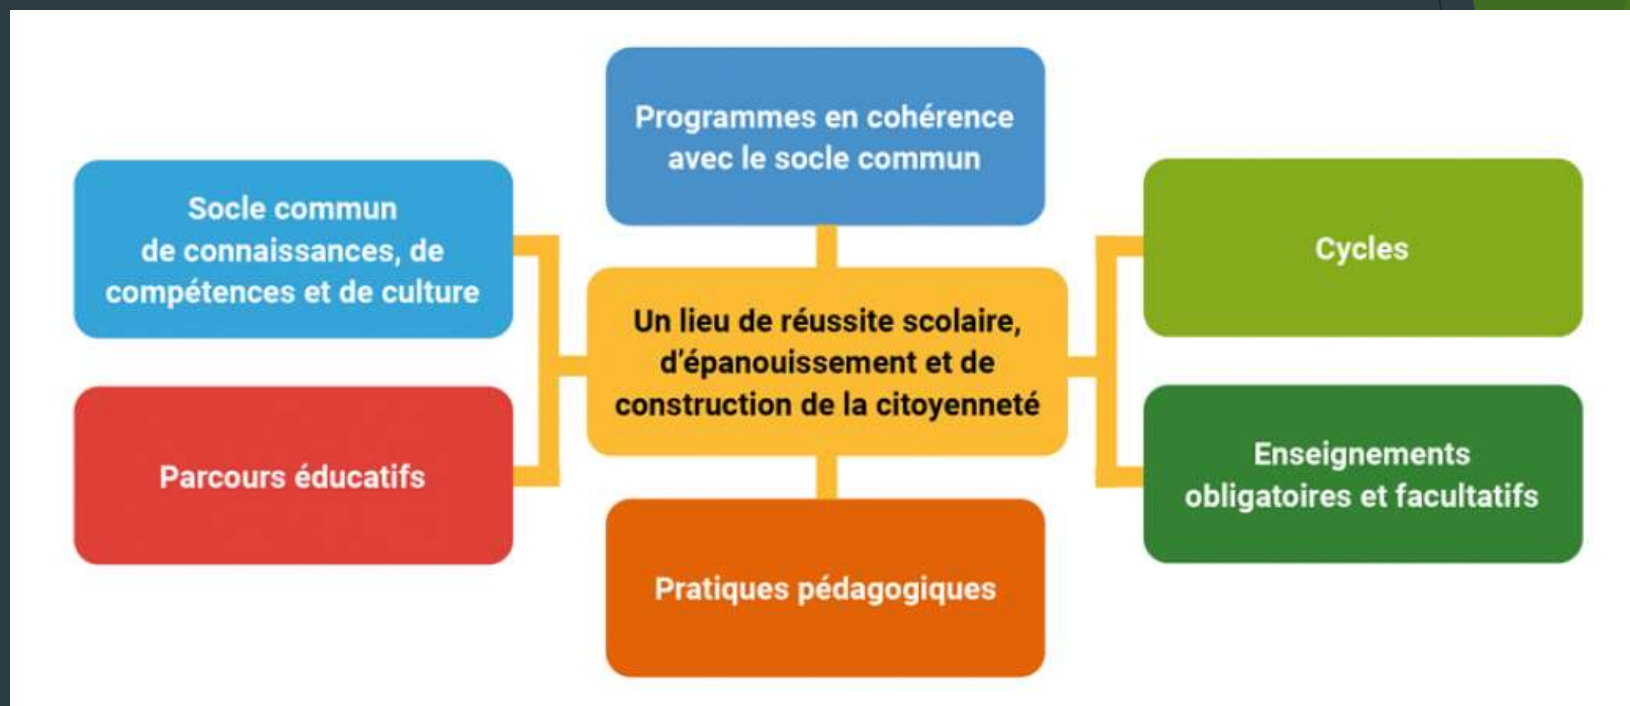 Programmes en cohérence
avec le socle commun
Socle commun
de connaissances, de
compétences et de culture
Cycles
Un lieu de réussite scolaire,
d'épanouissement et de
construction de la citoyenneté
Parcours éducatifs
Enseignements
obligatoires et facultatifs
Pratiques pédagogiques